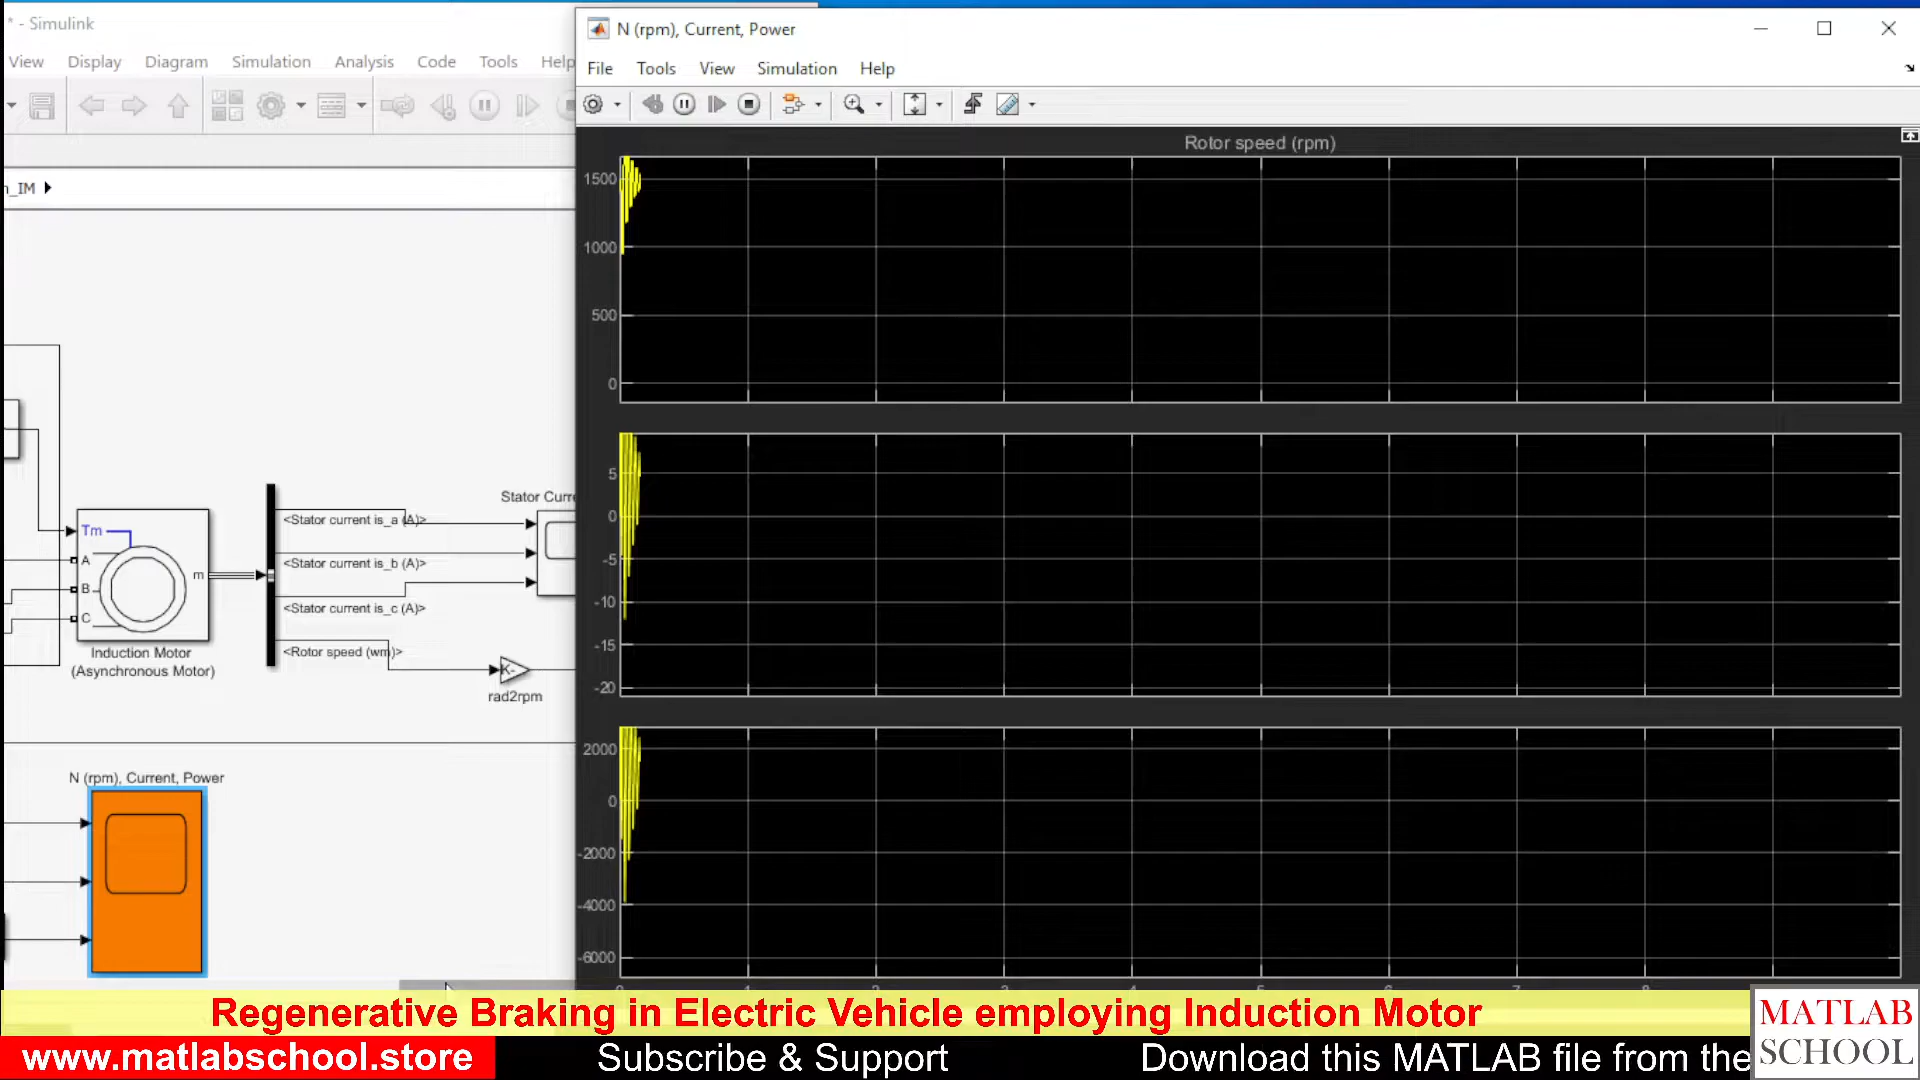 * - Simulink
View Display Diagram Simulation Analysis Code Tools Help
n_IM
Tm
A
B
C
m
Induction Motor
(Asynchronous Motor)
<Stator current is_a (A)>
<Stator current is_b (A)>
<Stator current is_c (A)>
<Rotor speed (wm)>
Stator Curre
K-
rad2rpm
N (rpm), Current, Power
N (rpm), Current, Power
File Tools View Simulation Help
Rotor speed (rpm)
1500
1000
500
0
5
0
-5
-10
-15
-20
2000
0
-2000
-4000
-6000
Regenerative Braking in Electric Vehicle employing Induction Motor
www.matlabschool.store
Subscribe & Support
Download this MATLAB file from the
MATLAB
SCHOOL